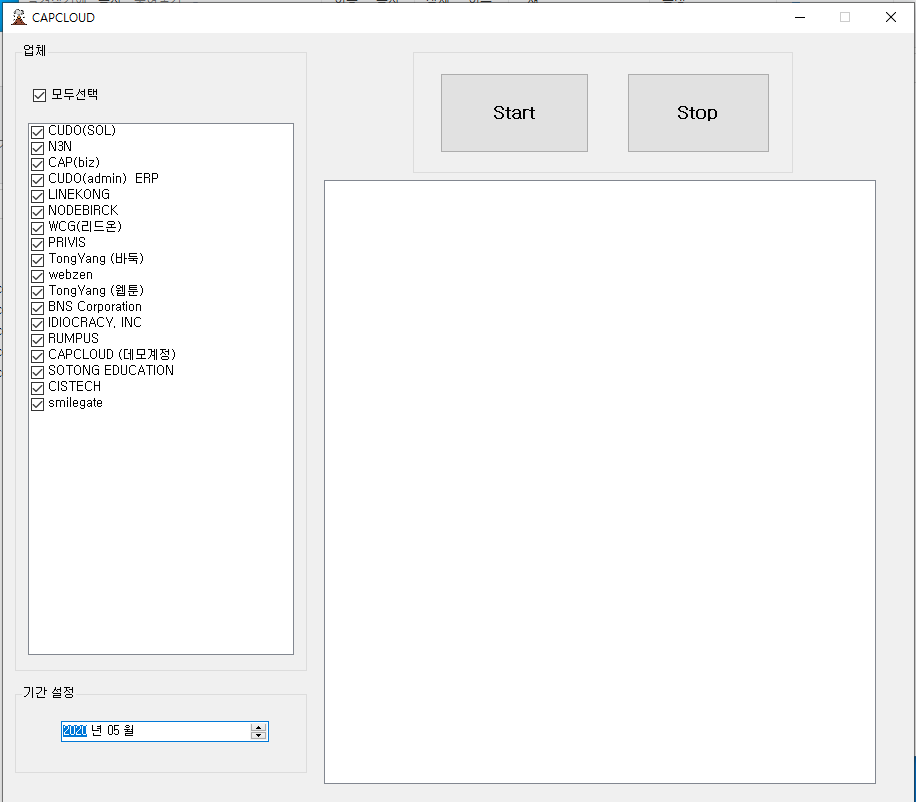 CAPCLOUD
업체
모두선택
CUDO(SOL)
N3N
CAP(biz)
CUDO(admin) ERP
LINEKONG
NODEBIRCK
WCG(리드온)
PRIVIS
TongYang (바둑)
webzen
TongYang (웹툰)
BNS Corporation
IDIOCRACY, INC
RUMPUS
CAPCLOUD (데모계정)
SOTONG EDUCATION
CISTECH
smilegate
기간 설정
2020 년 05 월
Start
Stop